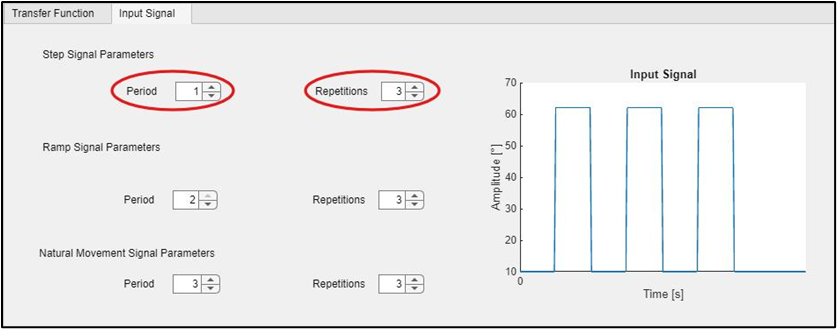 Transfer Function Input Signal
Step Signal Parameters
Period 1 Repetitions 3
Ramp Signal Parameters
Period 2 Repetitions 3
Natural Movement Signal Parameters
Period 3 Repetitions 3
Input Signal
Amplitude [°]
70
60
50
40
30
20
10
0
Time [s]